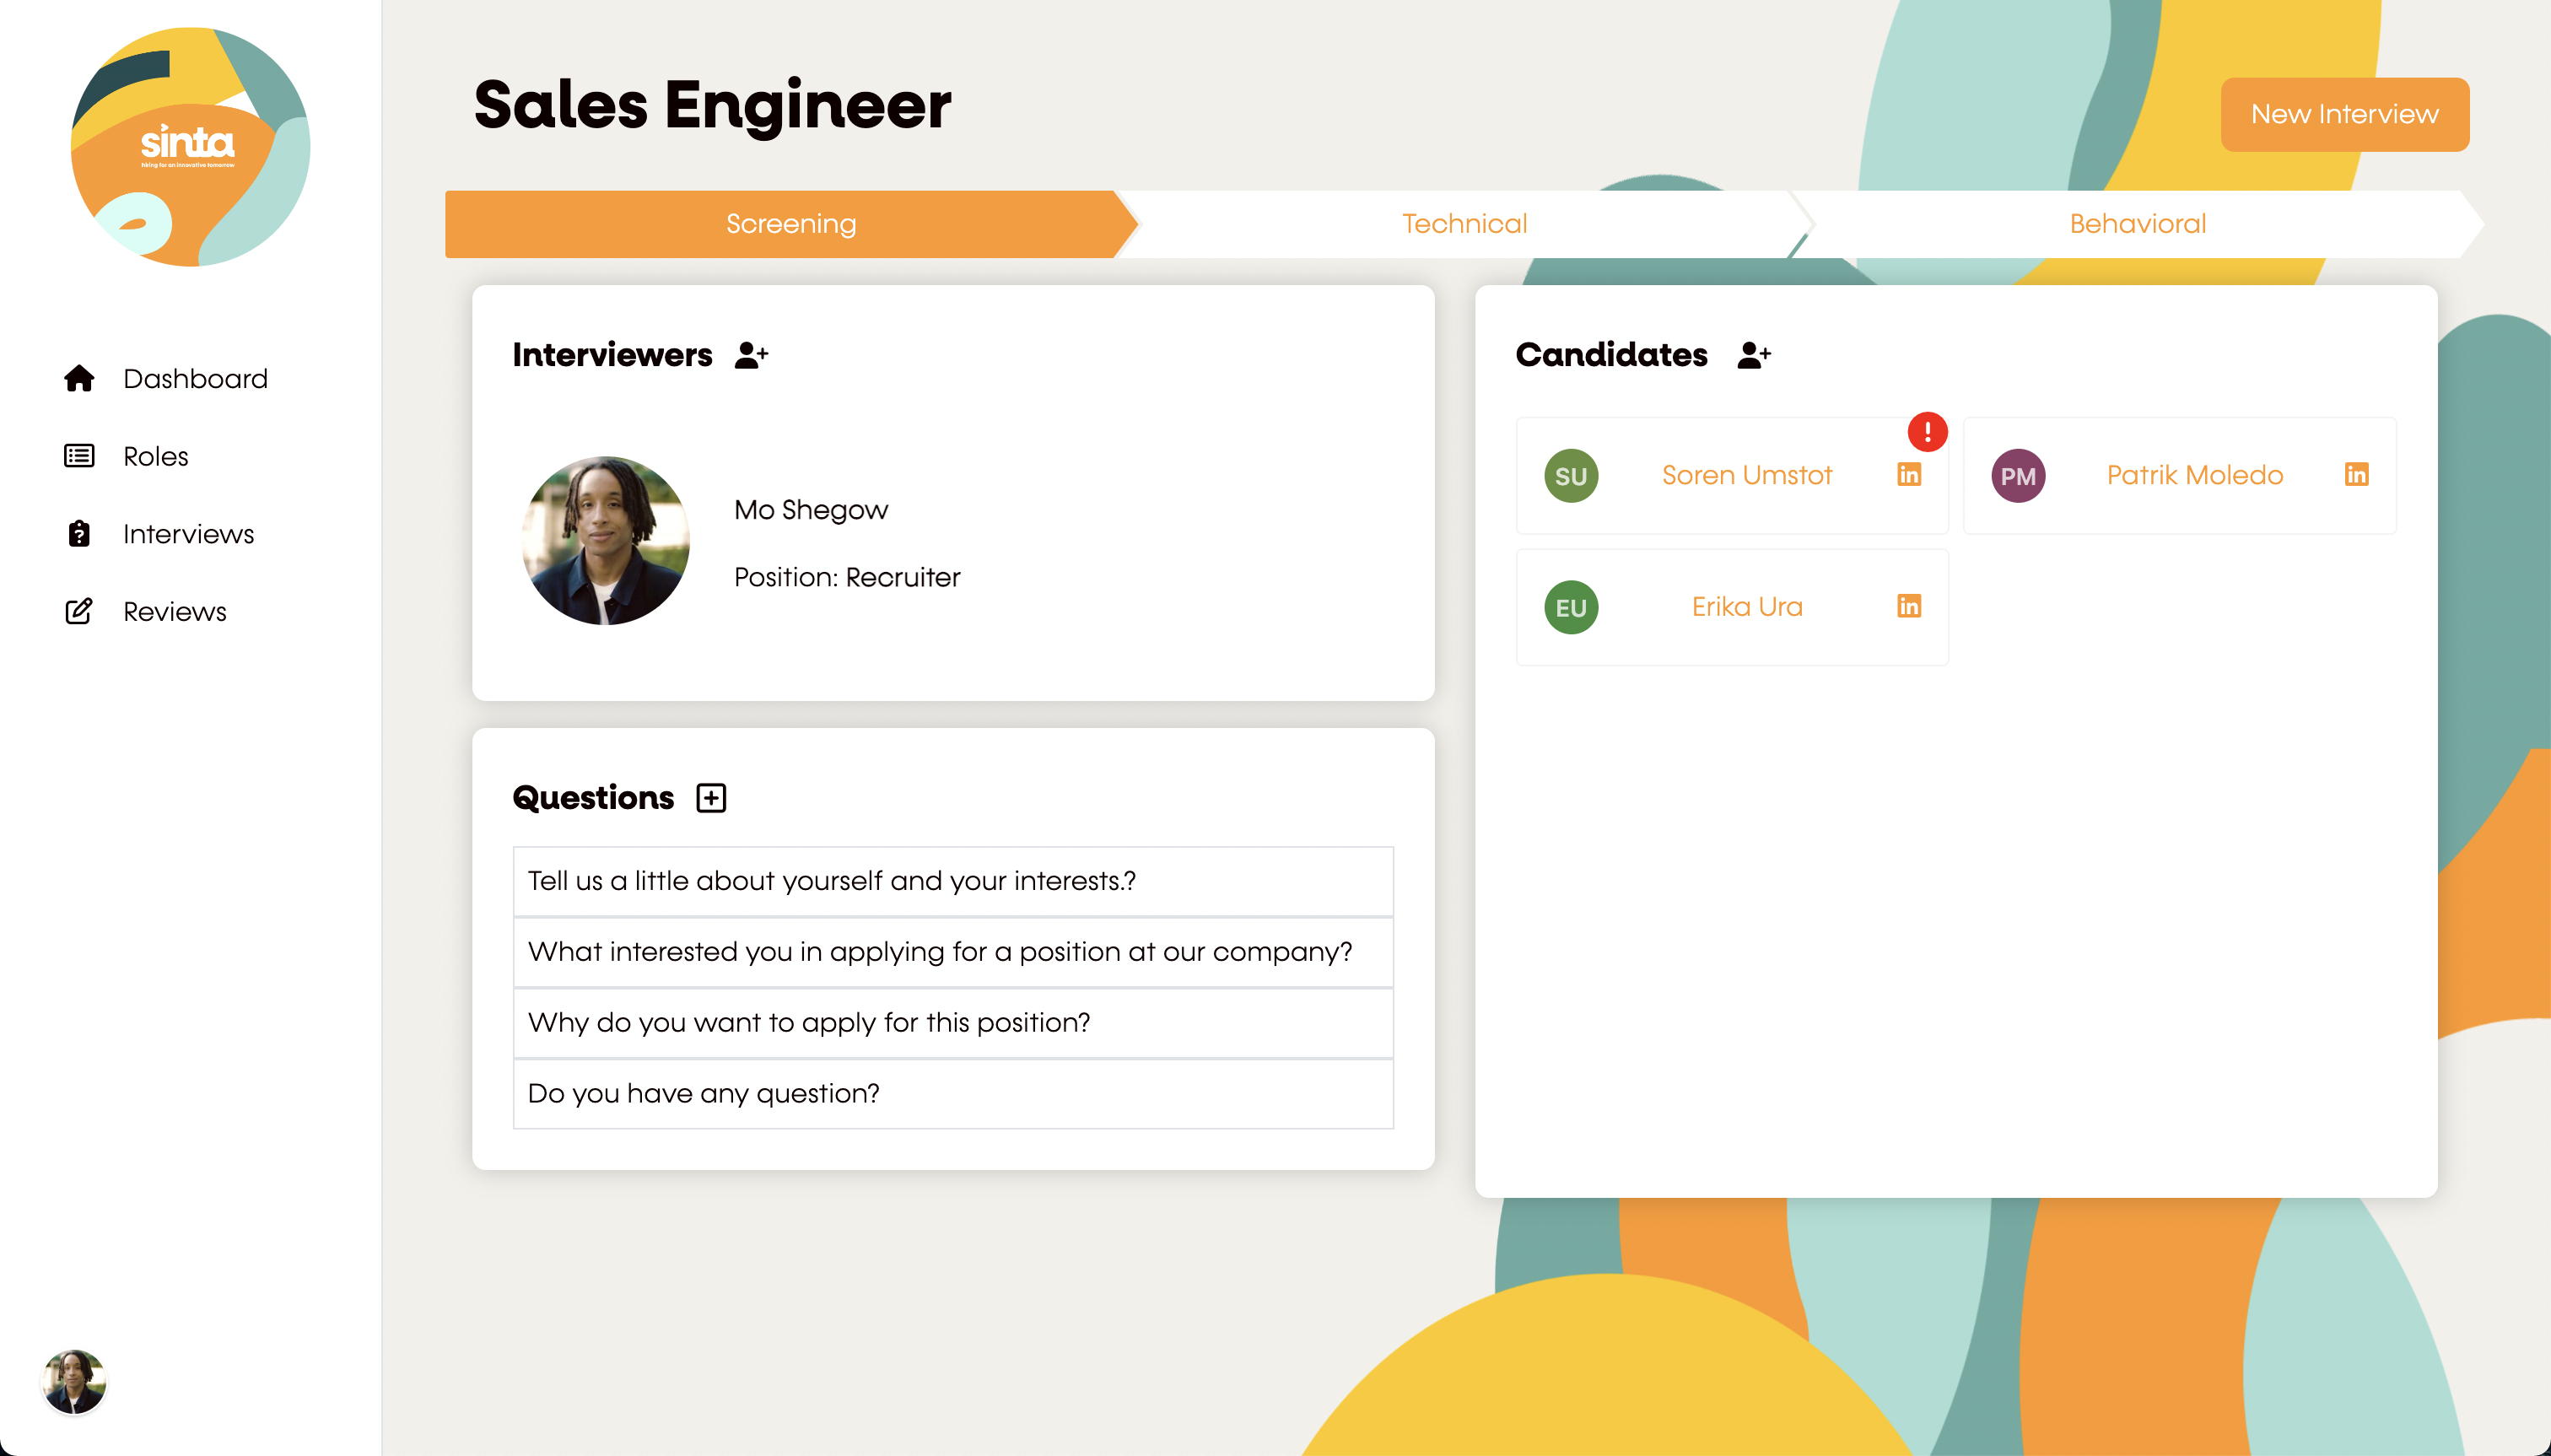 sinta
hiring for an innovative tomorrow
Dashboard
Roles
Interviews
Reviews
Sales Engineer
New Interview
Screening
Technical
Behavioral
Interviewers
Mo Shegow
Position: Recruiter
Questions
Tell us a little about yourself and your interests.?
What interested you in applying for a position at our company?
Why do you want to apply for this position?
Do you have any question?
Candidates
SU Soren Umstot in !
PM Patrik Moledo in
EU Erika Ura in